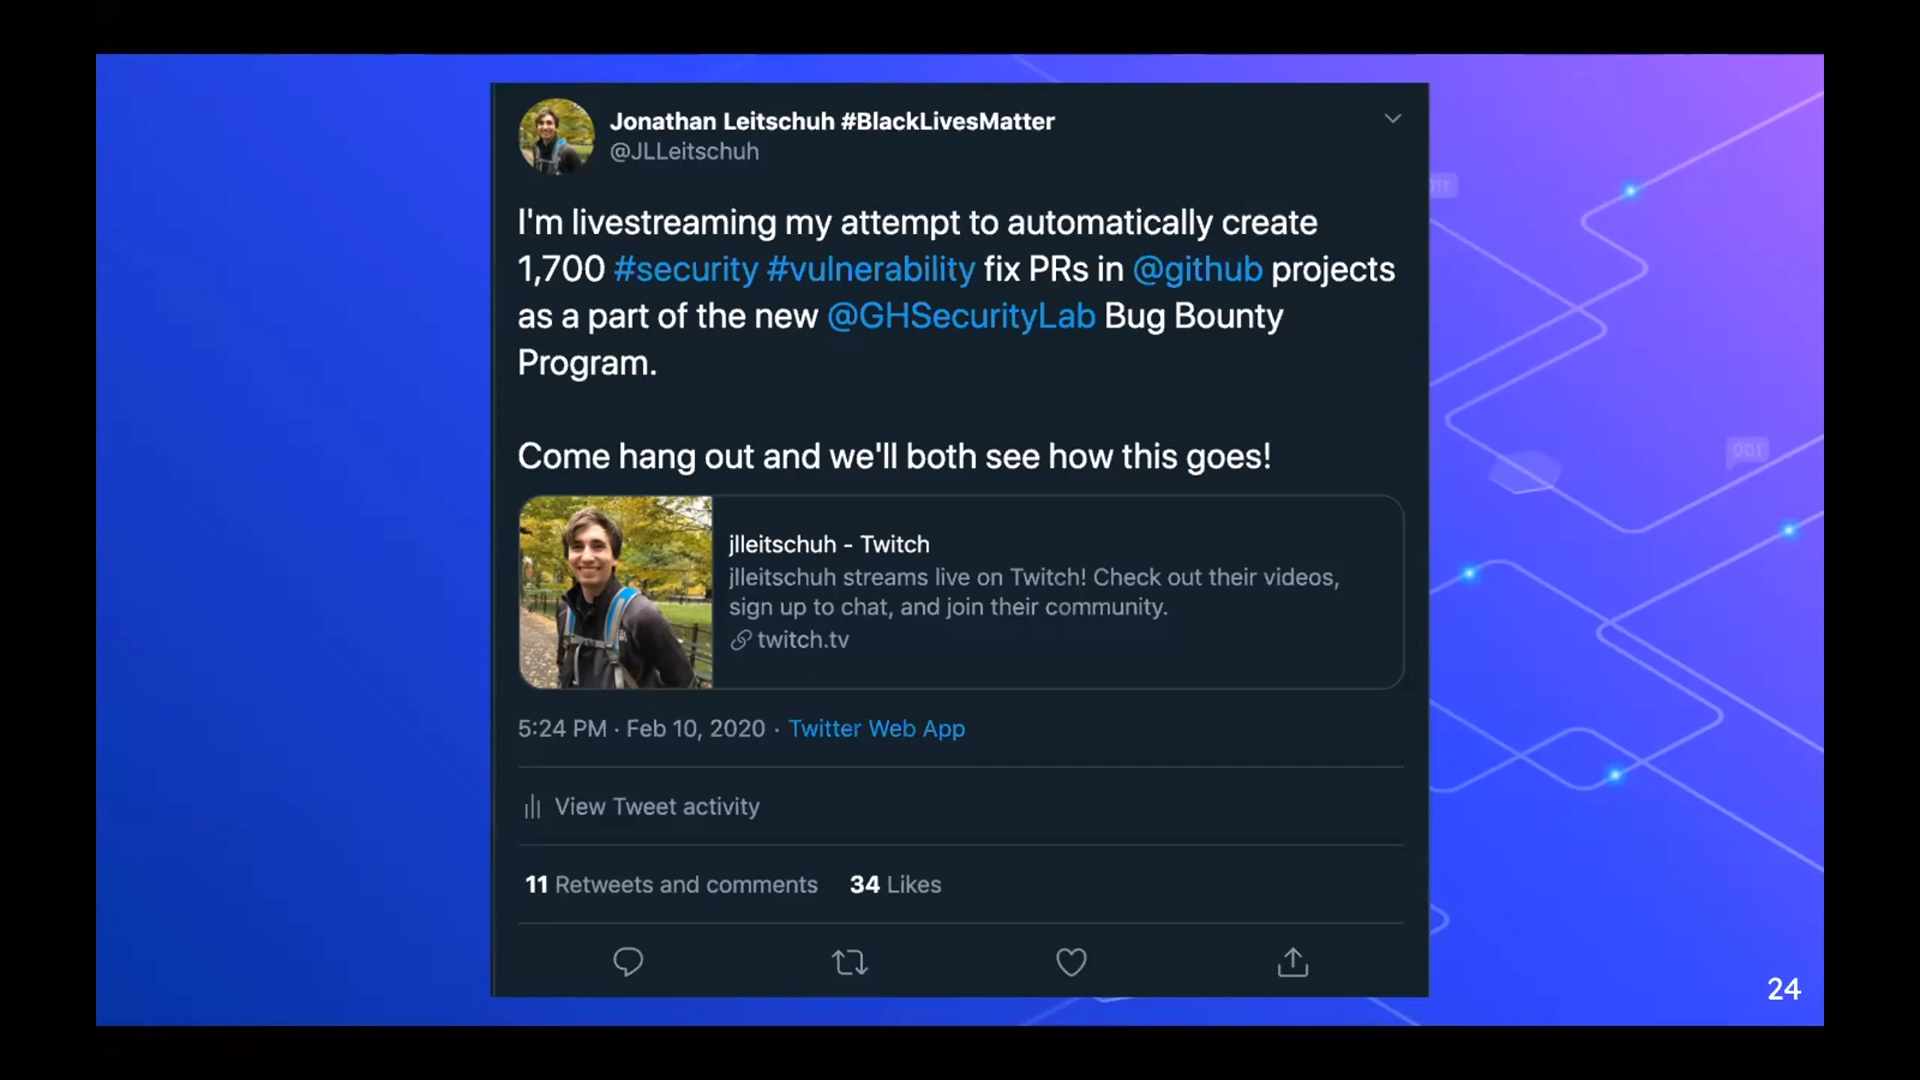 Jonathan Leitschuh #BlackLivesMatter
@JLLeitschuh
I'm livestreaming my attempt to automatically create
1,700 #security #vulnerability fix PRs in @github projects
as a part of the new @GHSecurityLab Bug Bounty
Program.
Come hang out and we'll both see how this goes!
jlleitschuh - Twitch
jlleitschuh streams live on Twitch! Check out their videos,
sign up to chat, and join their community.
twitch.tv
5:24 PM · Feb 10, 2020 · Twitter Web App
View Tweet activity
11 Retweets and comments 34 Likes
001
24